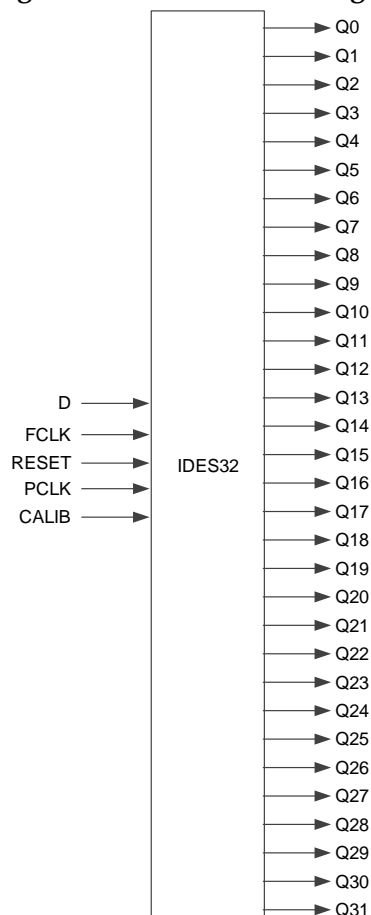 Q0
Q1
Q2
Q3
Q4
Q5
Q6
Q7
Q8
Q9
Q10
Q11
Q12
D
Q13
FCLK
Q14
RESET
IDES32
Q15
PCLK
Q16
CALIB
Q17
Q18
Q19
Q20
Q21
Q22
Q23
Q24
Q25
Q26
Q27
Q28
Q29
Q30
Q31